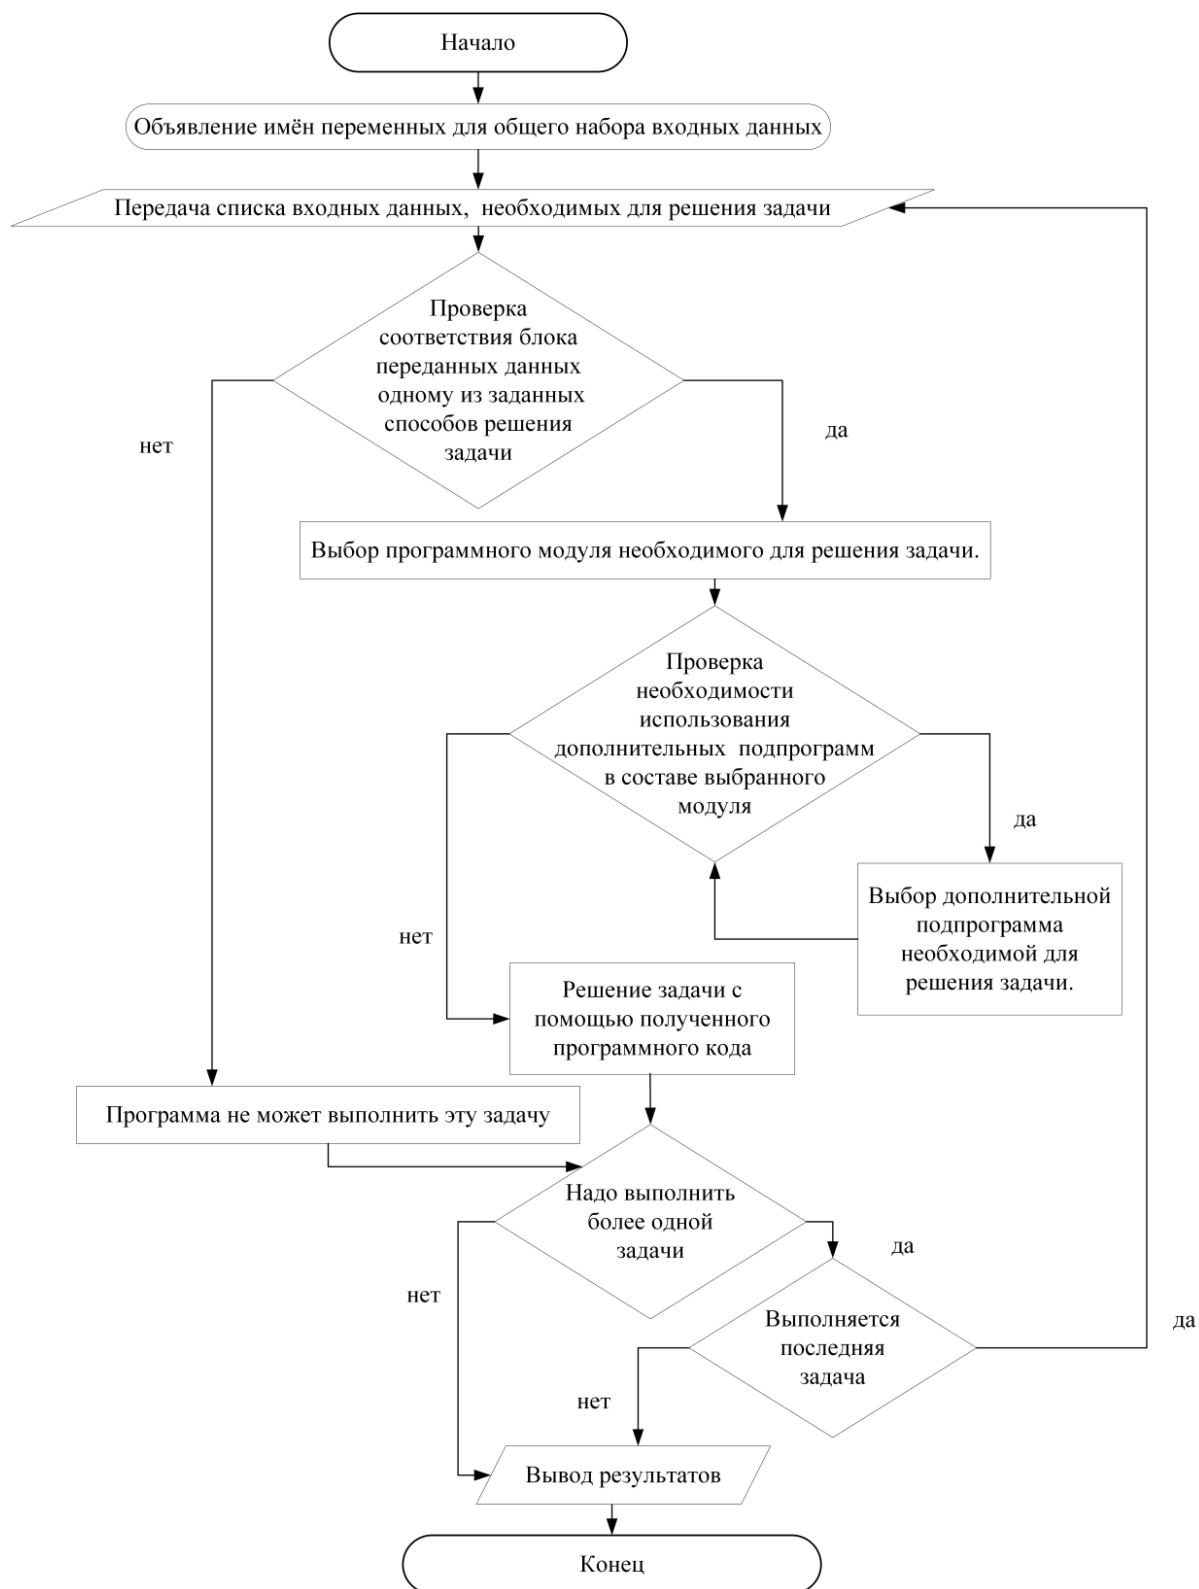 Начало
Объявление имён переменных для общего набора входных данных
Передача списка входных данных, необходимых для решения задачи
Проверка
соответствия блока
переданных данных
одному из заданных
способов решения
задачи
нет
да
Выбор программного модуля необходимого для решения задачи.
Проверка
необходимости
использования
дополнительных подпрограмм
в составе выбранного
модуля
да
Выбор дополнительной
подпрограмма
необходимой для
решения задачи.
нет
Решение задачи с
помощью полученного
программного кода
Программа не может выполнить эту задачу
Надо выполнить
более одной
задачи
да
нет
Выполняется
последняя
задача
да
нет
Вывод результатов
Конец